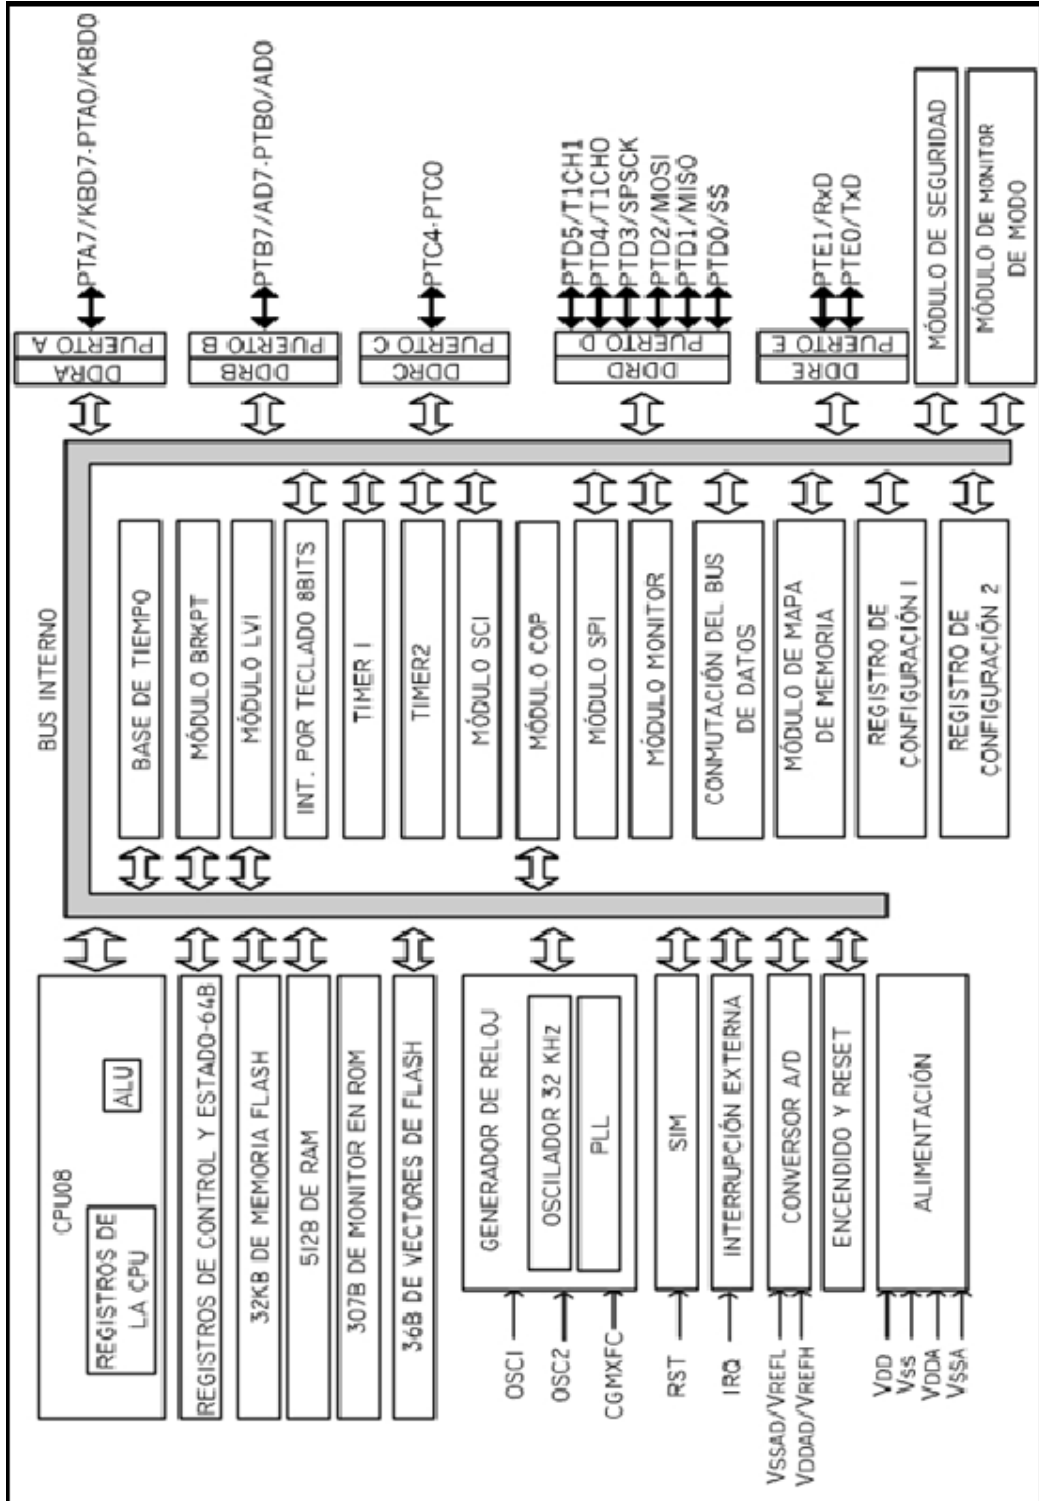 CPU08
REGISTROS DE
LA CPU
ALU
REGISTROS DE CONTROL Y ESTADO-64B
32KB DE MEMORIA FLASH
512B DE RAM
307B DE MONITOR EN ROM
36B DE VECTORES DE FLASH
OSC1
OSC2
CGMXFC
GENERADOR DE RELOJ
OSCILADOR 32 KHz
PLL
RST
SIM
IRQ
INTERRUPCIÓN EXTERNA
VSSAD/VREFL
VDDAD/VREFH
CONVERSOR A/D
ENCENDIDO Y RESET
VDD
VSS
VDDA
VSSA
ALIMENTACIÓN
BUS INTERNO
BASE DE TIEMPO
MÓDULO BRKPT
MÓDULO LVI
INT. POR TECLADO 8BITS
TIMER 1
TIMER2
MÓDULO SCI
MÓDULO COP
MÓDULO SPI
MÓDULO MONITOR
CONMUTACIÓN DEL BUS
DE DATOS
MÓDULO DE MAPA
DE MEMORIA
REGISTRO DE
CONFIGURACIÓN 1
REGISTRO DE
CONFIGURACIÓN 2
DDRA
PUERTO A
PTA7/KBD7-PTA0/KBD0
DDRB
PUERTO B
PTB7/AD7-PTB0/AD0
DDRC
PUERTO C
PTC4-PTC0
DDRD
PUERTO D
PTD5/T1CH1
PTD4/T1CH0
PTD3/SPSCK
PTD2/MOSI
PTD1/MISO
PTD0/SS
DDRE
PUERTO E
PTE1/RxD
PTE0/TxD
MÓDULO DE SEGURIDAD
MÓDULO DE MONITOR
DE MODO